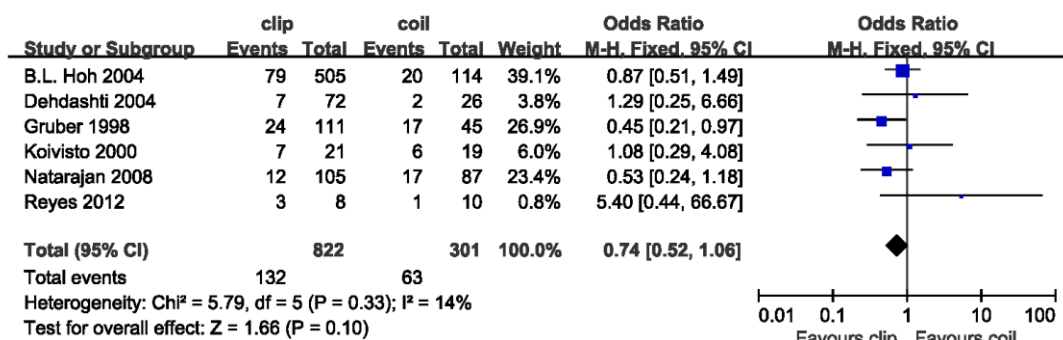 clip coil Odds Ratio Odds Ratio
Study or Subgroup Events Total Events Total Weight M-H, Fixed, 95% CI M-H, Fixed, 95% CI
B.L. Hoh 2004 79 505 20 114 39.1% 0.87 [0.51, 1.49]
Dehdashti 2004 7 72 2 26 3.8% 1.29 [0.25, 6.66]
Gruber 1998 24 111 17 45 26.9% 0.45 [0.21, 0.97]
Koivisto 2000 7 21 6 19 6.0% 1.08 [0.29, 4.08]
Natarajan 2008 12 105 17 87 23.4% 0.53 [0.24, 1.18]
Reyes 2012 3 8 1 10 0.8% 5.40 [0.44, 66.67]
Total (95% CI) 822 301 100.0% 0.74 [0.52, 1.06]
Total events 132 63
Heterogeneity: Chi² = 5.79, df = 5 (P = 0.33); I² = 14%
Test for overall effect: Z = 1.66 (P = 0.10)
0.01 0.1 1 10 100
Favours clip Favours coil